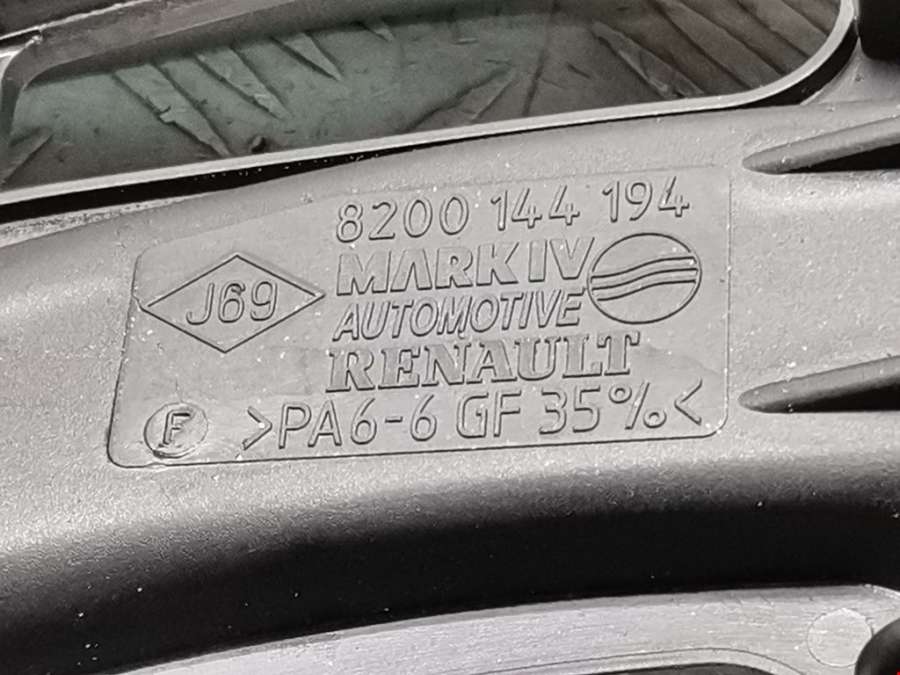 8200 144 194
J69
MARK IV
AUTOMOTIVE
RENAULT
F
>PA6-6 GF 35%<